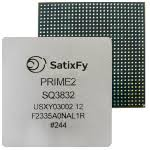 SatixFy
PRIME2
SQ3832
USXY03002.12
F2335A0NAL1R
#244